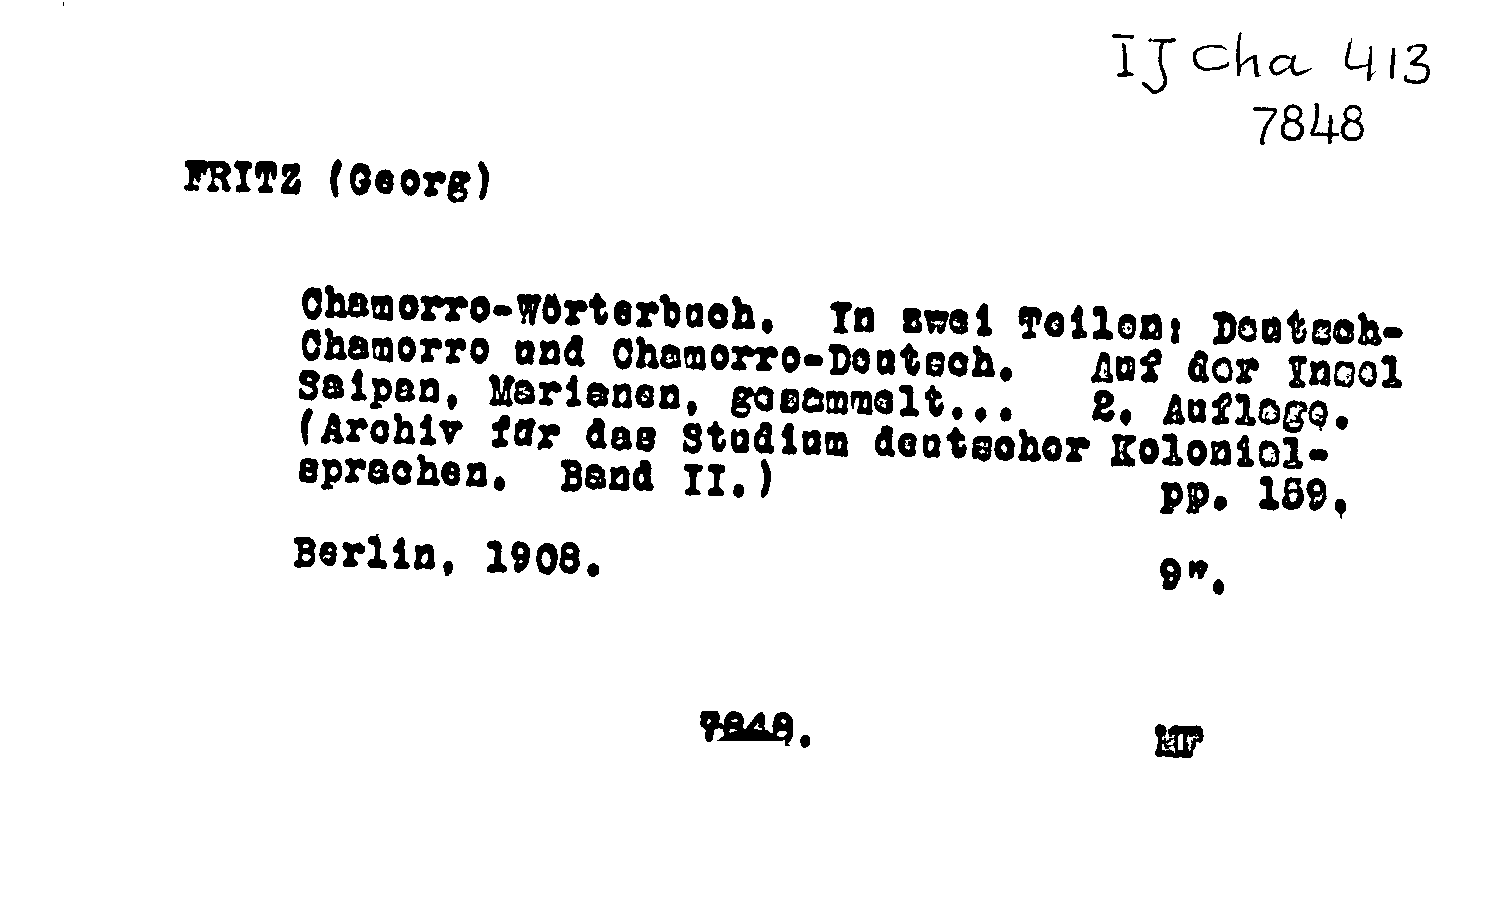 IJ Cha 413
7848
FRITZ (Georg)
Chamorro-Wörterbuch. In zwei Teilen: Deutsch-
Chamorro und Chamorro-Deutsch. Auf der Insel
Saipan, Marianen, gesammelt... 2. Auflage.
(Archiv für das Studium deutscher Kolonial-
sprachen. Band II.) pp. 159.
Berlin, 1908. 9".
7848. MF